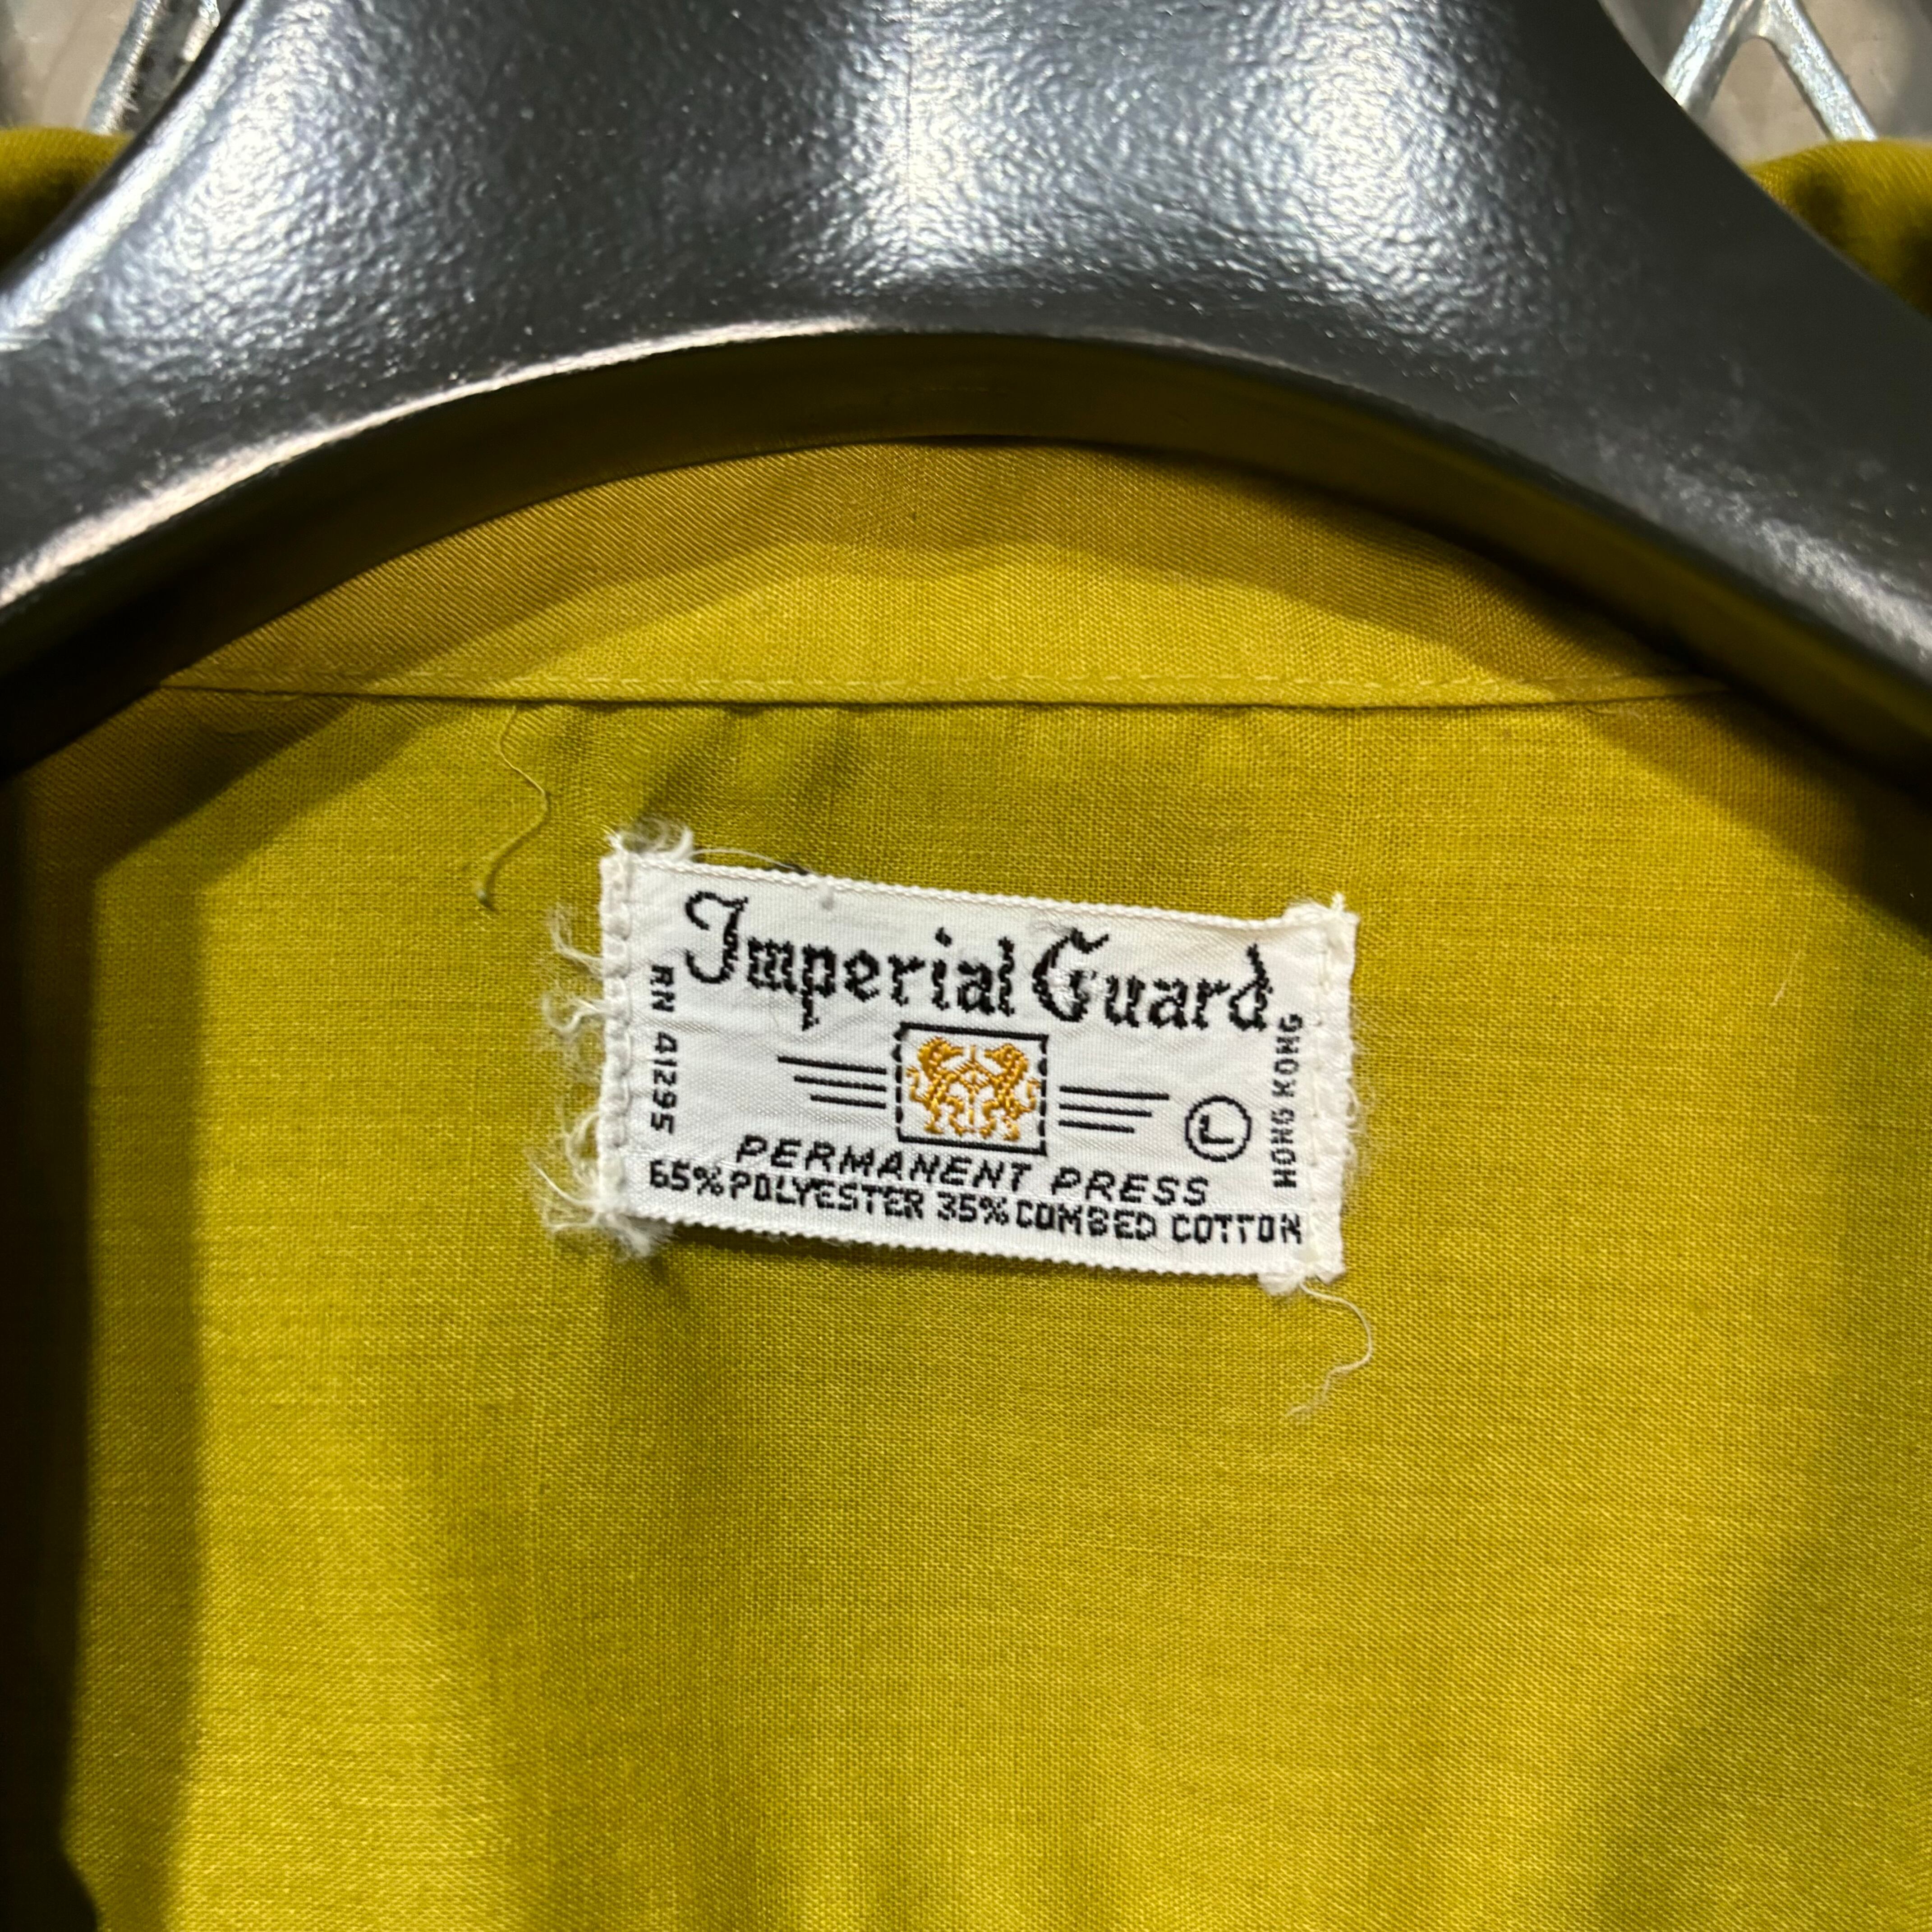 Imperial Guard
RN 41295
HONG KONG
L
PERMANENT PRESS
65% POLYESTER 35% COMBED COTTON